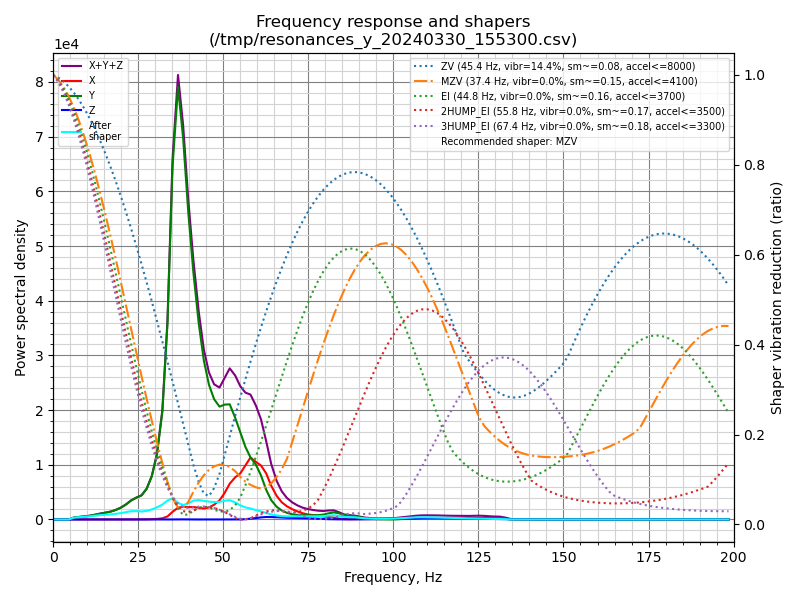 Frequency response and shapers
(/tmp/resonances_y_20240330_155300.csv)
1e4
X+Y+Z
X
Y
Z
After
shaper
ZV (45.4 Hz, vibr=14.4%, sm~=0.08, accel<=8000)
MZV (37.4 Hz, vibr=0.0%, sm~=0.15, accel<=4100)
EI (44.8 Hz, vibr=0.0%, sm~=0.16, accel<=3700)
2HUMP_EI (55.8 Hz, vibr=0.0%, sm~=0.17, accel<=3500)
3HUMP_EI (67.4 Hz, vibr=0.0%, sm~=0.18, accel<=3300)
Recommended shaper: MZV
8
7
6
5
4
3
2
1
0
Power spectral density
1.0
0.8
0.6
0.4
0.2
0.0
Shaper vibration reduction (ratio)
0 25 50 75 100 125 150 175 200
Frequency, Hz